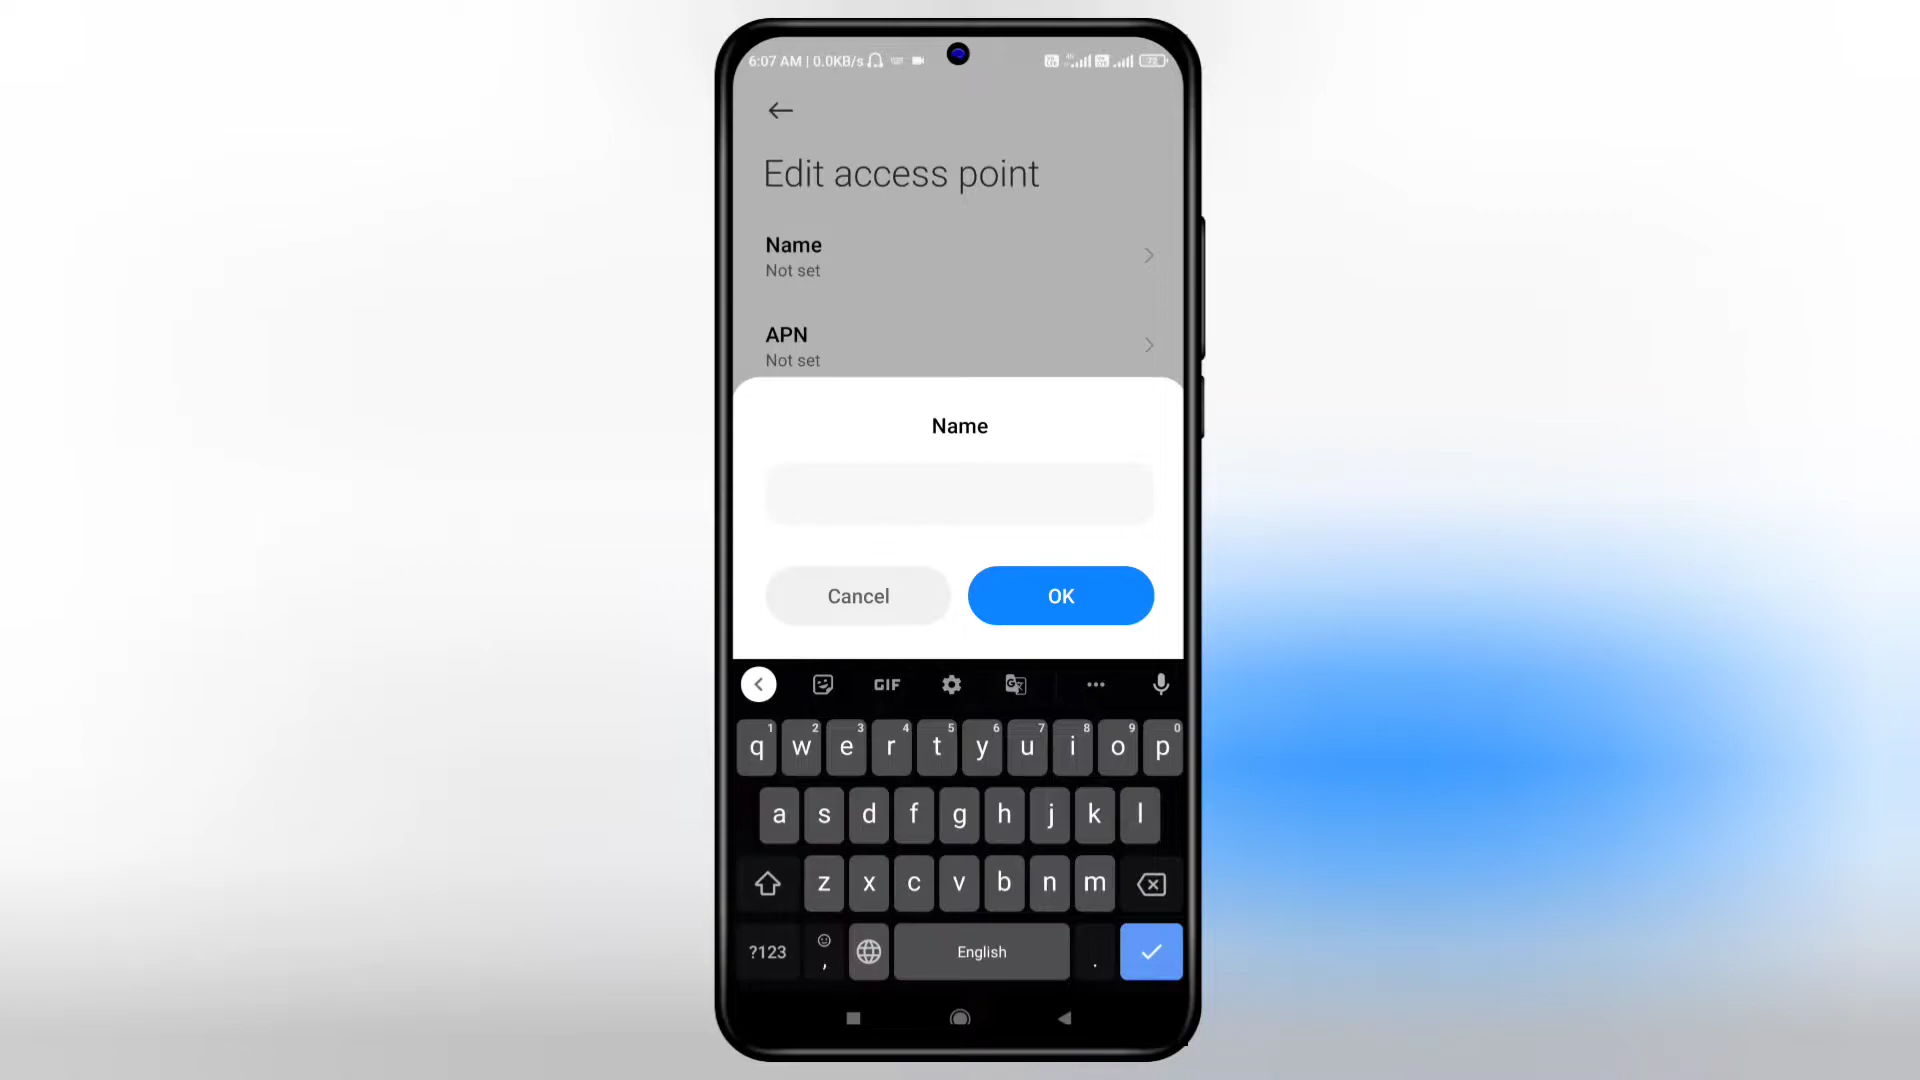 6:07 AM | 0.0KB/s
72
Edit access point
Name
Not set
APN
Not set
Name
Cancel
OK
GIF
1 2 3 4 5 6 7 8 9 0
q w e r t y u i o p
a s d f g h j k l
z x c v b n m
?123 , English .